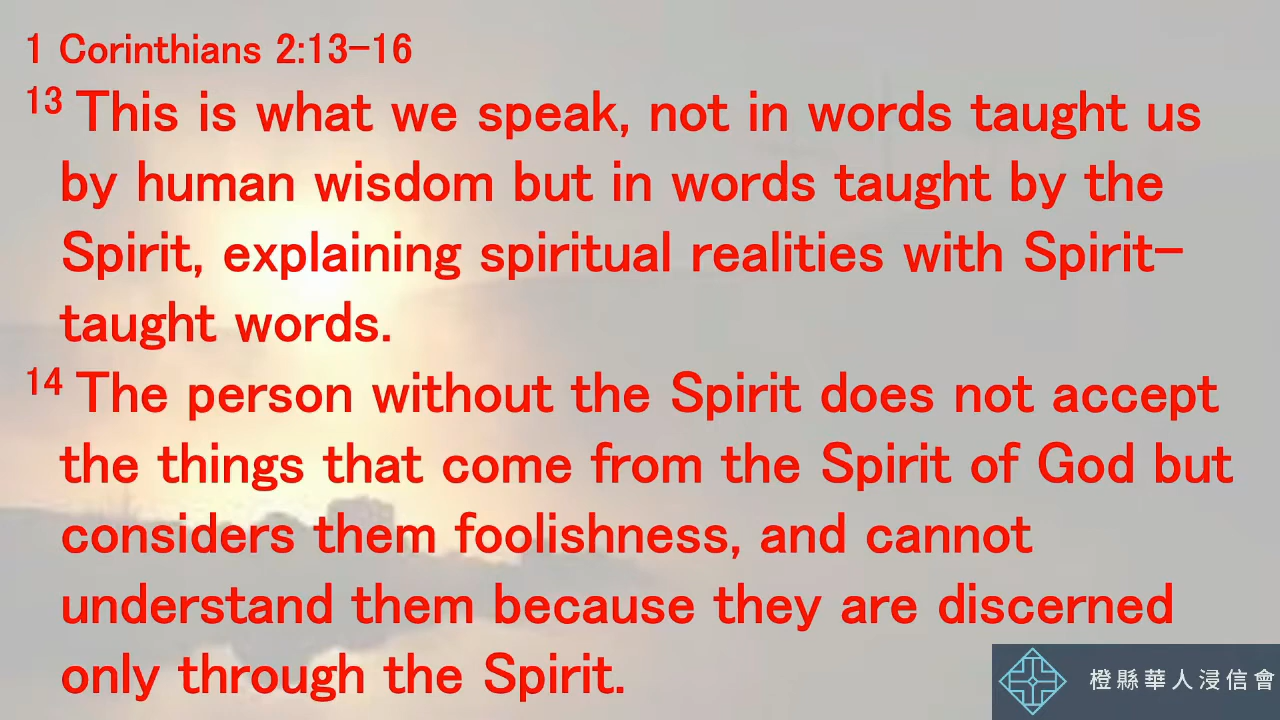 1 Corinthians 2:13-16
13 This is what we speak, not in words taught us
by human wisdom but in words taught by the
Spirit, explaining spiritual realities with Spirit-
taught words.
14 The person without the Spirit does not accept
the things that come from the Spirit of God but
considers them foolishness, and cannot
understand them because they are discerned
only through the Spirit.
橙縣華人浸信會